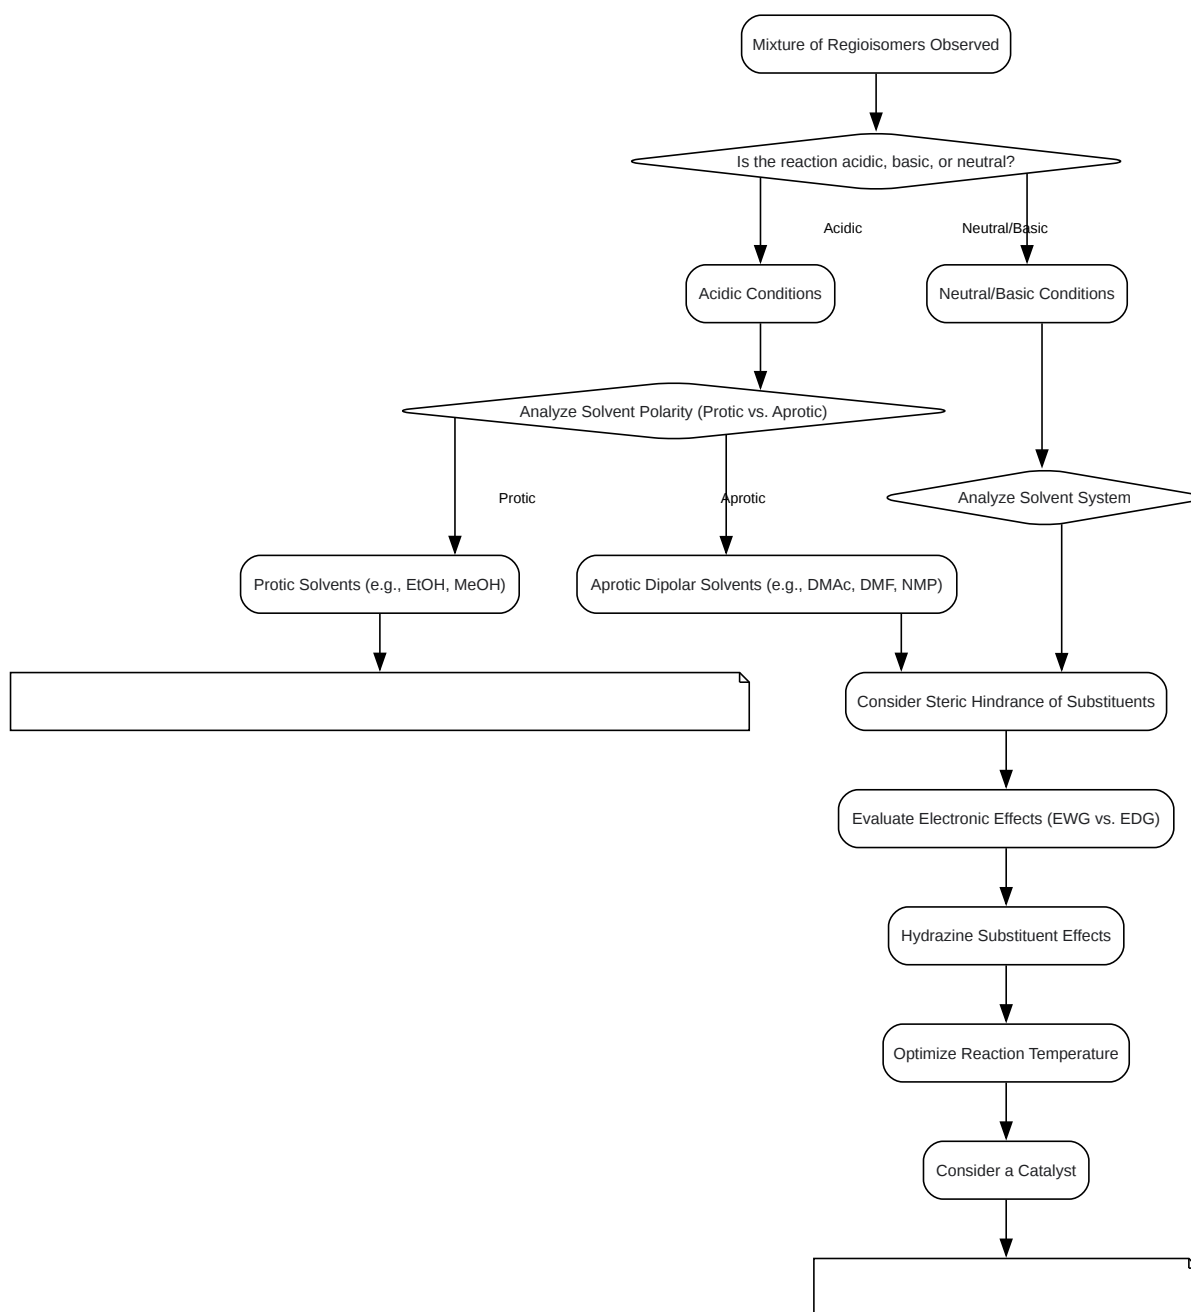 Mixture of Regioisomers Observed
Is the reaction acidic, basic, or neutral?
Acidic
Neutral/Basic
Acidic Conditions
Neutral/Basic Conditions
Analyze Solvent Polarity (Protic vs. Aprotic)
Protic
Aprotic
Analyze Solvent System
Protic Solvents (e.g., EtOH, MeOH)
Aprotic Dipolar Solvents (e.g., DMAc, DMF, NMP)
Consider Steric Hindrance of Substituents
Evaluate Electronic Effects (EWG vs. EDG)
Hydrazine Substituent Effects
Optimize Reaction Temperature
Consider a Catalyst